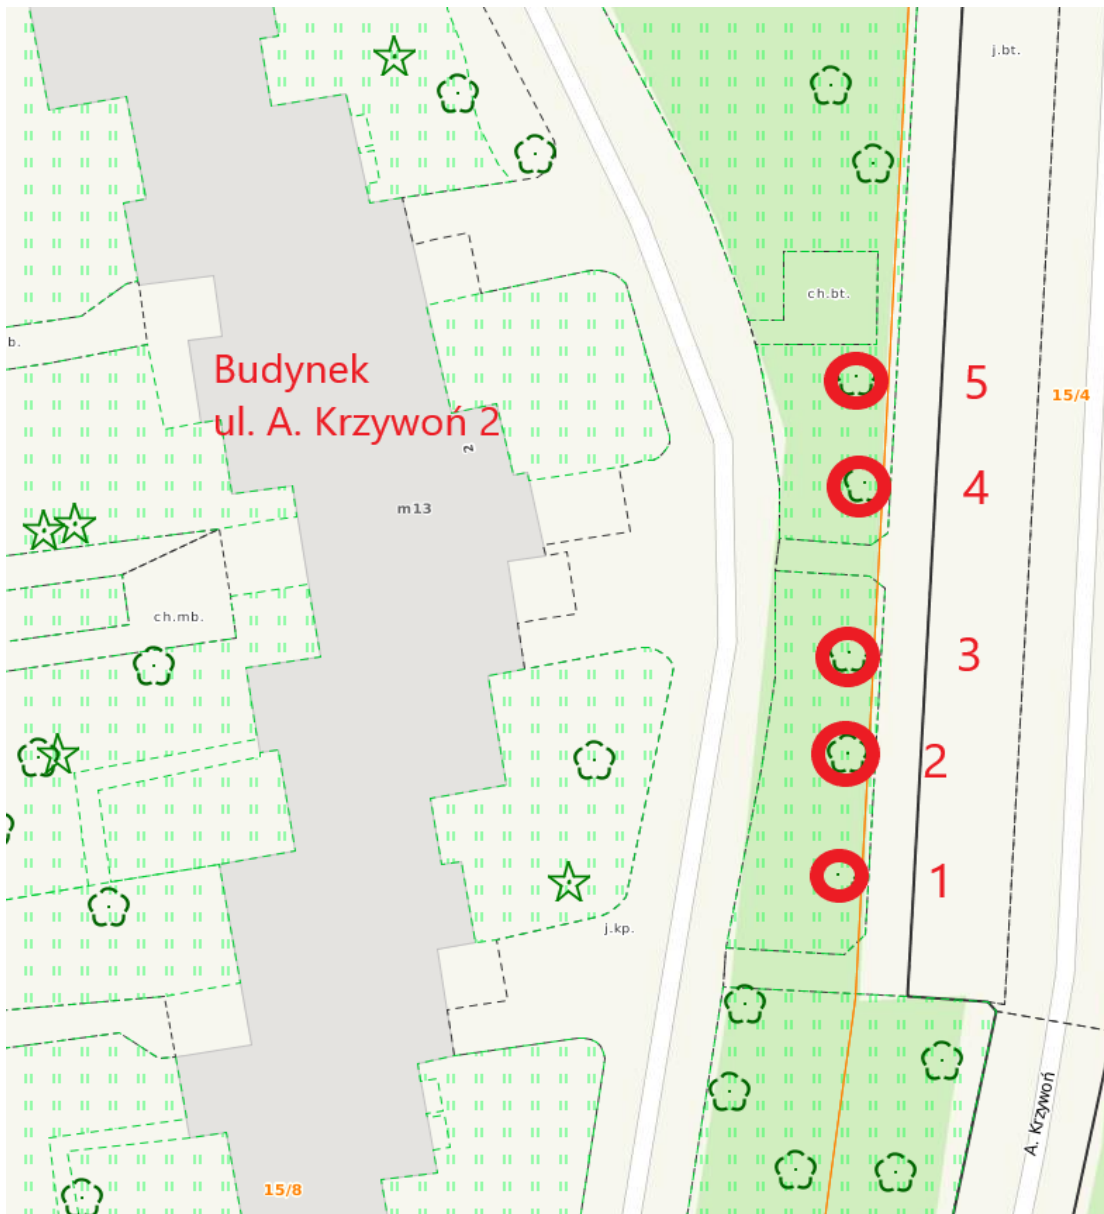 j.bt.
ch.bt.
b.
Budynek
ul. A. Krzywoń 2
5
15/4
2
m13
4
ch.mb.
3
2
1
j.kp.
A. Krzywoń
15/8